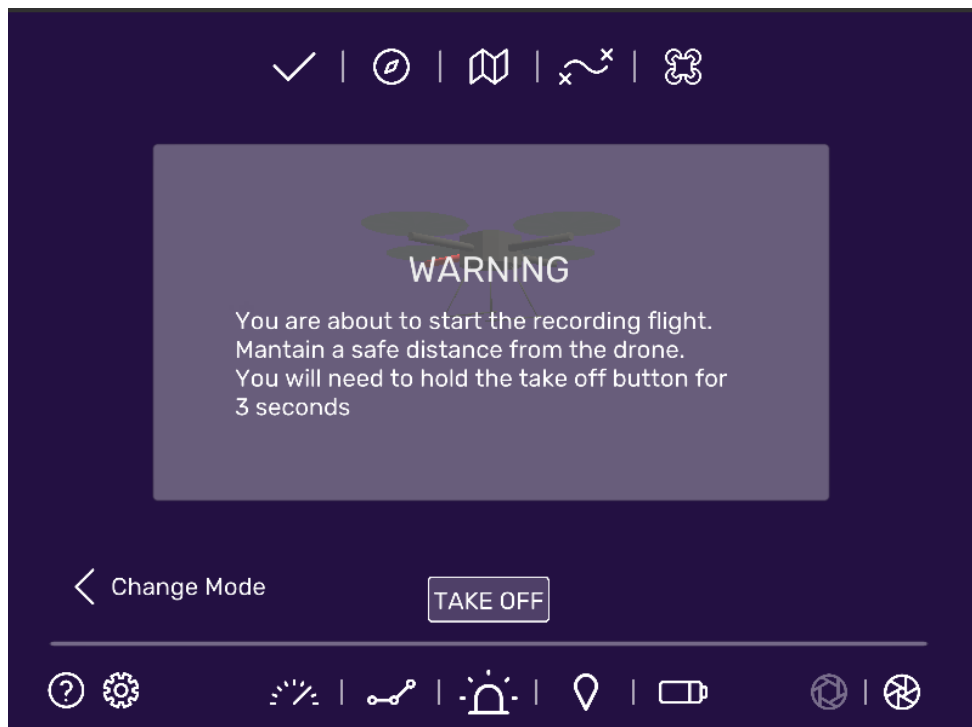 WARNING
You are about to start the recording flight.
Mantain a safe distance from the drone.
You will need to hold the take off button for
3 seconds
Change Mode
TAKE OFF